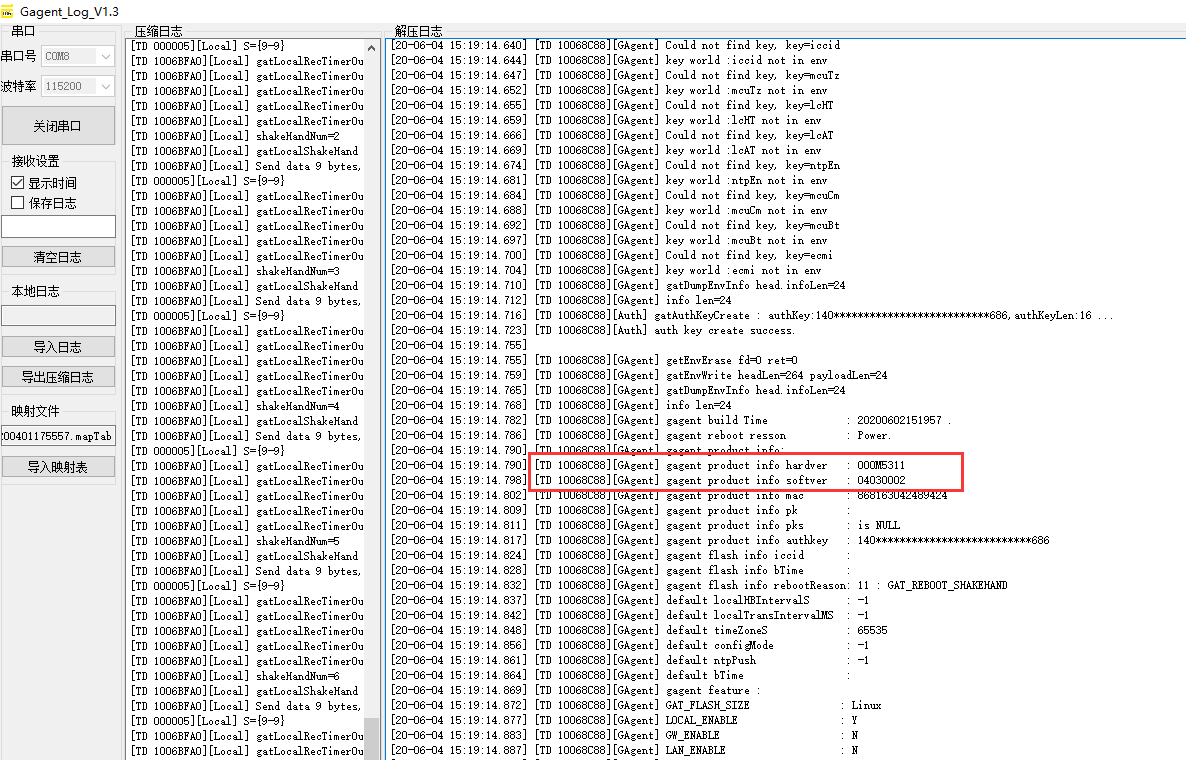 Gagent_Log_V1.3
串口
串口号 COM8
波特率 115200
关闭串口
接收设置
显示时间
保存日志
清空日志
本地日志
导入日志
导出压缩日志
映射文件
00401175557.mapTab
导入映射表
压缩日志
[TD 000005][Local] S={9-9}
[TD 1006BFA0][Local] gatLocalRecTimerOu
[TD 1006BFA0][Local] gatLocalRecTimerOu
[TD 1006BFA0][Local] gatLocalRecTimerOu
[TD 1006BFA0][Local] gatLocalRecTimerOu
[TD 1006BFA0][Local] gatLocalRecTimerOu
[TD 1006BFA0][Local] shakeHandNum=2
[TD 1006BFA0][Local] gatLocalShakeHand
[TD 1006BFA0][Local] Send data 9 bytes,
[TD 000005][Local] S={9-9}
[TD 1006BFA0][Local] gatLocalRecTimerOu
[TD 1006BFA0][Local] gatLocalRecTimerOu
[TD 1006BFA0][Local] gatLocalRecTimerOu
[TD 1006BFA0][Local] gatLocalRecTimerOu
[TD 1006BFA0][Local] gatLocalRecTimerOu
[TD 1006BFA0][Local] shakeHandNum=3
[TD 1006BFA0][Local] gatLocalShakeHand
[TD 1006BFA0][Local] Send data 9 bytes,
[TD 000005][Local] S={9-9}
[TD 1006BFA0][Local] gatLocalRecTimerOu
[TD 1006BFA0][Local] gatLocalRecTimerOu
[TD 1006BFA0][Local] gatLocalRecTimerOu
[TD 1006BFA0][Local] gatLocalRecTimerOu
[TD 1006BFA0][Local] gatLocalRecTimerOu
[TD 1006BFA0][Local] shakeHandNum=4
[TD 1006BFA0][Local] gatLocalShakeHand
[TD 1006BFA0][Local] Send data 9 bytes,
[TD 000005][Local] S={9-9}
[TD 1006BFA0][Local] gatLocalRecTimerOu
[TD 1006BFA0][Local] gatLocalRecTimerOu
[TD 1006BFA0][Local] gatLocalRecTimerOu
[TD 1006BFA0][Local] gatLocalRecTimerOu
[TD 1006BFA0][Local] gatLocalRecTimerOu
[TD 1006BFA0][Local] shakeHandNum=5
[TD 1006BFA0][Local] gatLocalShakeHand
[TD 1006BFA0][Local] Send data 9 bytes,
[TD 000005][Local] S={9-9}
[TD 1006BFA0][Local] gatLocalRecTimerOu
[TD 1006BFA0][Local] gatLocalRecTimerOu
[TD 1006BFA0][Local] gatLocalRecTimerOu
[TD 1006BFA0][Local] gatLocalRecTimerOu
[TD 1006BFA0][Local] gatLocalRecTimerOu
[TD 1006BFA0][Local] shakeHandNum=6
[TD 1006BFA0][Local] gatLocalShakeHand
[TD 1006BFA0][Local] Send data 9 bytes,
[TD 000005][Local] S={9-9}
[TD 1006BFA0][Local] gatLocalRecTimerOu
[TD 1006BFA0][Local] gatLocalRecTimerOu
解压日志
[20-06-04 15:19:14.640] [TD 10068C88][GAgent] Could not find key, key=iccid
[20-06-04 15:19:14.644] [TD 10068C88][GAgent] key world :iccid not in env
[20-06-04 15:19:14.647] [TD 10068C88][GAgent] Could not find key, key=mcuTz
[20-06-04 15:19:14.652] [TD 10068C88][GAgent] key world :mcuTz not in env
[20-06-04 15:19:14.655] [TD 10068C88][GAgent] Could not find key, key=lcHT
[20-06-04 15:19:14.659] [TD 10068C88][GAgent] key world :lcHT not in env
[20-06-04 15:19:14.666] [TD 10068C88][GAgent] Could not find key, key=lcAT
[20-06-04 15:19:14.669] [TD 10068C88][GAgent] key world :lcAT not in env
[20-06-04 15:19:14.674] [TD 10068C88][GAgent] Could not find key, key=ntpEn
[20-06-04 15:19:14.681] [TD 10068C88][GAgent] key world :ntpEn not in env
[20-06-04 15:19:14.684] [TD 10068C88][GAgent] Could not find key, key=mcuCm
[20-06-04 15:19:14.688] [TD 10068C88][GAgent] key world :mcuCm not in env
[20-06-04 15:19:14.692] [TD 10068C88][GAgent] Could not find key, key=mcuBt
[20-06-04 15:19:14.697] [TD 10068C88][GAgent] key world :mcuBt not in env
[20-06-04 15:19:14.700] [TD 10068C88][GAgent] Could not find key, key=ecmi
[20-06-04 15:19:14.704] [TD 10068C88][GAgent] key world :ecmi not in env
[20-06-04 15:19:14.710] [TD 10068C88][GAgent] gatDumpEnvInfo head.infoLen=24
[20-06-04 15:19:14.712] [TD 10068C88][GAgent] info len=24
[20-06-04 15:19:14.716] [TD 10068C88][Auth] gatAuthKeyCreate : authKey:140**************************686,authKeyLen:16 ...
[20-06-04 15:19:14.723] [TD 10068C88][Auth] auth key create success.
[20-06-04 15:19:14.755]
[20-06-04 15:19:14.755] [TD 10068C88][GAgent] getEnvErase fd=0 ret=0
[20-06-04 15:19:14.759] [TD 10068C88][GAgent] gatEnvWrite headLen=264 payloadLen=24
[20-06-04 15:19:14.765] [TD 10068C88][GAgent] gatDumpEnvInfo head.infoLen=24
[20-06-04 15:19:14.768] [TD 10068C88][GAgent] info len=24
[20-06-04 15:19:14.782] [TD 10068C88][GAgent] gagent build Time : 20200602151957 .
[20-06-04 15:19:14.786] [TD 10068C88][GAgent] gagent reboot resson : Power.
[20-06-04 15:19:14.790] [TD 10068C88][GAgent] gagent product info:
[20-06-04 15:19:14.790] [TD 10068C88][GAgent] gagent product info hardver : 000M5311
[20-06-04 15:19:14.798] [TD 10068C88][GAgent] gagent product info softver : 04030002
[20-06-04 15:19:14.802] [TD 10068C88][GAgent] gagent product info mac : 868163042489424
[20-06-04 15:19:14.809] [TD 10068C88][GAgent] gagent product info pk :
[20-06-04 15:19:14.811] [TD 10068C88][GAgent] gagent product info pks : is NULL
[20-06-04 15:19:14.817] [TD 10068C88][GAgent] gagent product info authkey : 140**************************686
[20-06-04 15:19:14.824] [TD 10068C88][GAgent] gagent flash info iccid :
[20-06-04 15:19:14.828] [TD 10068C88][GAgent] gagent flash info bTime :
[20-06-04 15:19:14.832] [TD 10068C88][GAgent] gagent flash info rebootReason: 11 : GAT_REBOOT_SHAKEHAND
[20-06-04 15:19:14.837] [TD 10068C88][GAgent] default localHBIntervalS : -1
[20-06-04 15:19:14.842] [TD 10068C88][GAgent] default localTransIntervalMS : -1
[20-06-04 15:19:14.848] [TD 10068C88][GAgent] default timeZoneS : 65535
[20-06-04 15:19:14.856] [TD 10068C88][GAgent] default configMode : -1
[20-06-04 15:19:14.861] [TD 10068C88][GAgent] default ntpPush : -1
[20-06-04 15:19:14.864] [TD 10068C88][GAgent] default bTime :
[20-06-04 15:19:14.869] [TD 10068C88][GAgent] gagent feature :
[20-06-04 15:19:14.872] [TD 10068C88][GAgent] GAT_FLASH_SIZE : Linux
[20-06-04 15:19:14.877] [TD 10068C88][GAgent] LOCAL_ENABLE : Y
[20-06-04 15:19:14.883] [TD 10068C88][GAgent] GW_ENABLE : N
[20-06-04 15:19:14.887] [TD 10068C88][GAgent] LAN_ENABLE : N